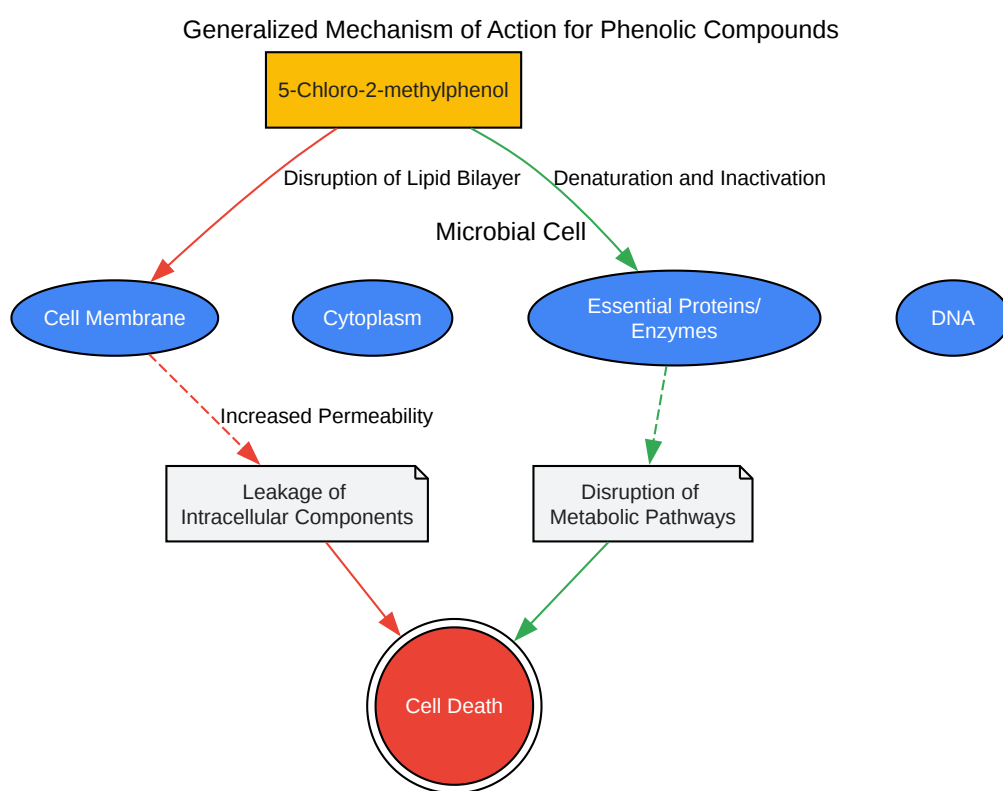 Generalized Mechanism of Action for Phenolic Compounds
5-Chloro-2-methylphenol
Disruption of Lipid Bilayer
Denaturation and Inactivation
Microbial Cell
Cell Membrane
Cytoplasm
Essential Proteins/
Enzymes
DNA
Increased Permeability
Leakage of
Intracellular Components
Disruption of
Metabolic Pathways
Cell Death